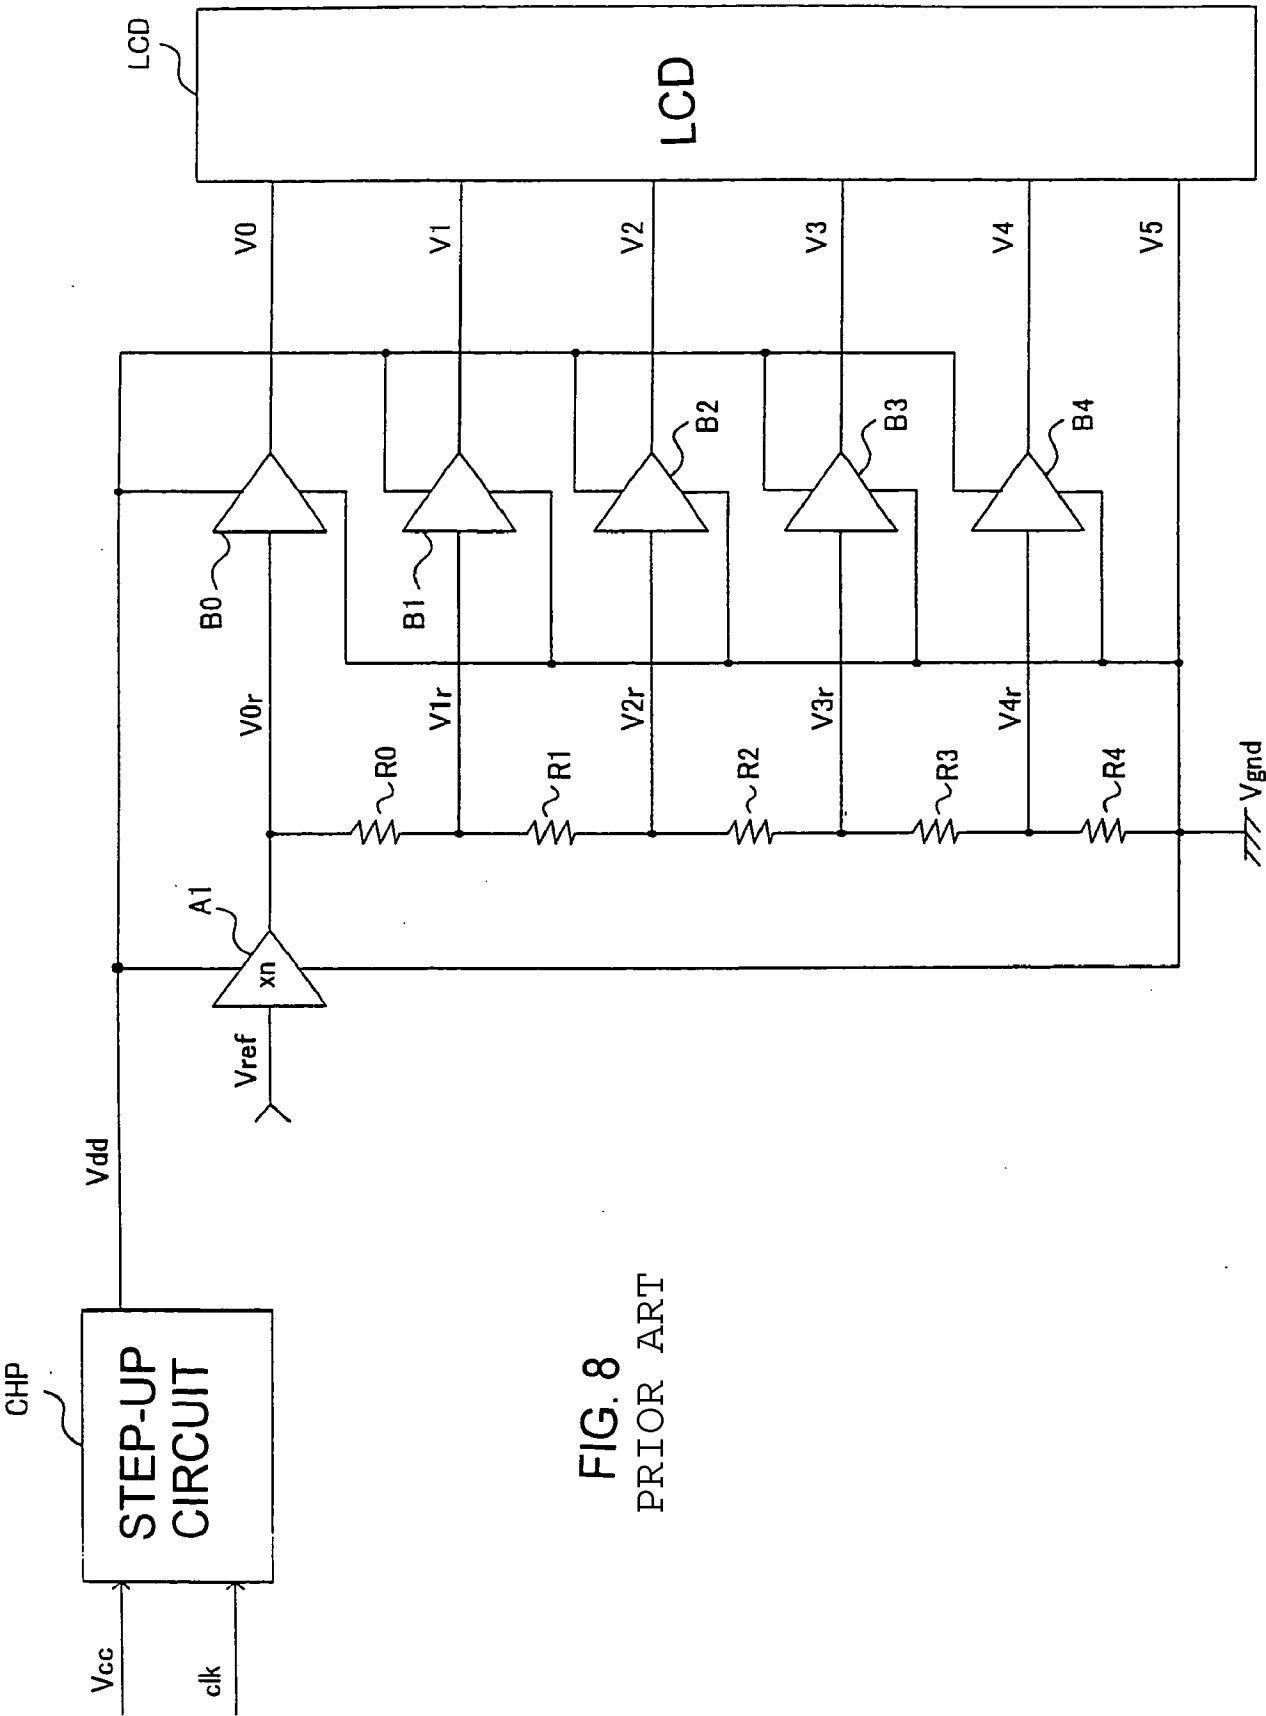 Vcc
clk
CHP
STEP-UP
CIRCUIT
Vdd
Vref
A1
xn
V0r
V1r
V2r
V3r
V4r
R0
R1
R2
R3
R4
Vgnd
B0
B1
B2
B3
B4
V0
V1
V2
V3
V4
V5
LCD
LCD
FIG. 8
PRIOR ART